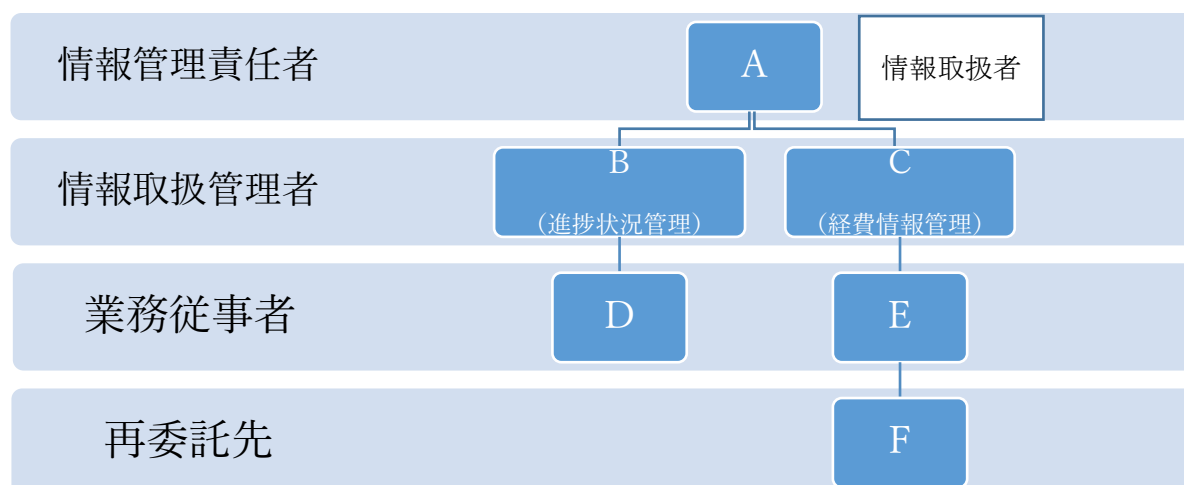 情報管理責任者
A
情報取扱者
情報取扱管理者
B
（進捗状況管理）
C
（経費情報管理）
業務従事者
D
E
再委託先
F